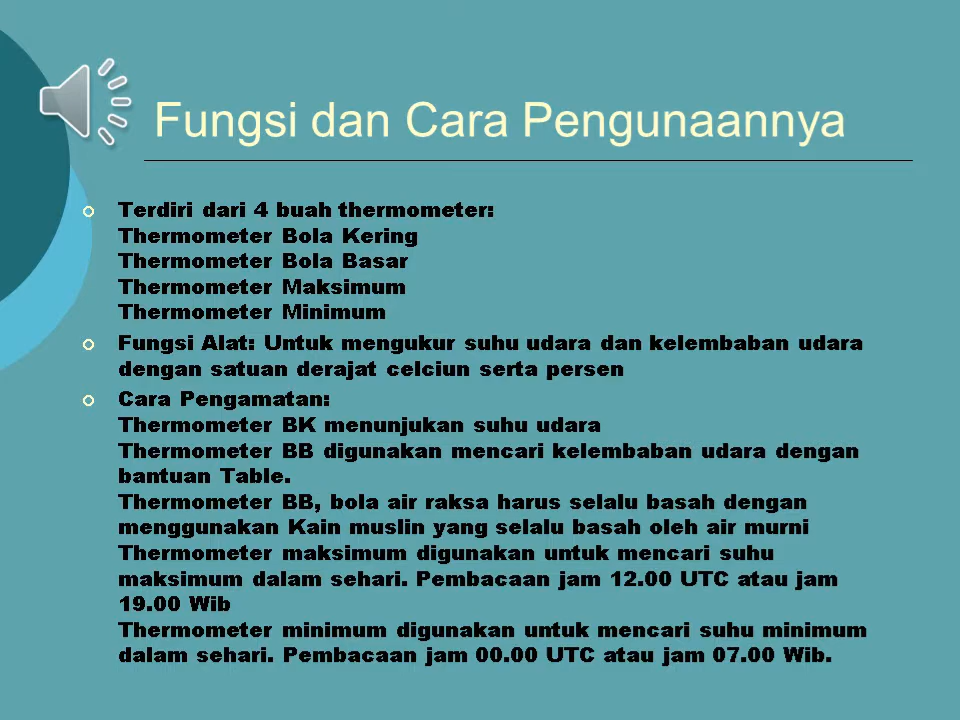 Fungsi dan Cara Pengunaannya
Terdiri dari 4 buah thermometer:
Thermometer Bola Kering
Thermometer Bola Basar
Thermometer Maksimum
Thermometer Minimum
Fungsi Alat: Untuk mengukur suhu udara dan kelembaban udara
dengan satuan derajat celciun serta persen
Cara Pengamatan:
Thermometer BK menunjukan suhu udara
Thermometer BB digunakan mencari kelembaban udara dengan
bantuan Table.
Thermometer BB, bola air raksa harus selalu basah dengan
menggunakan Kain muslin yang selalu basah oleh air murni
Thermometer maksimum digunakan untuk mencari suhu
maksimum dalam sehari. Pembacaan jam 12.00 UTC atau jam
19.00 Wib
Thermometer minimum digunakan untuk mencari suhu minimum
dalam sehari. Pembacaan jam 00.00 UTC atau jam 07.00 Wib.